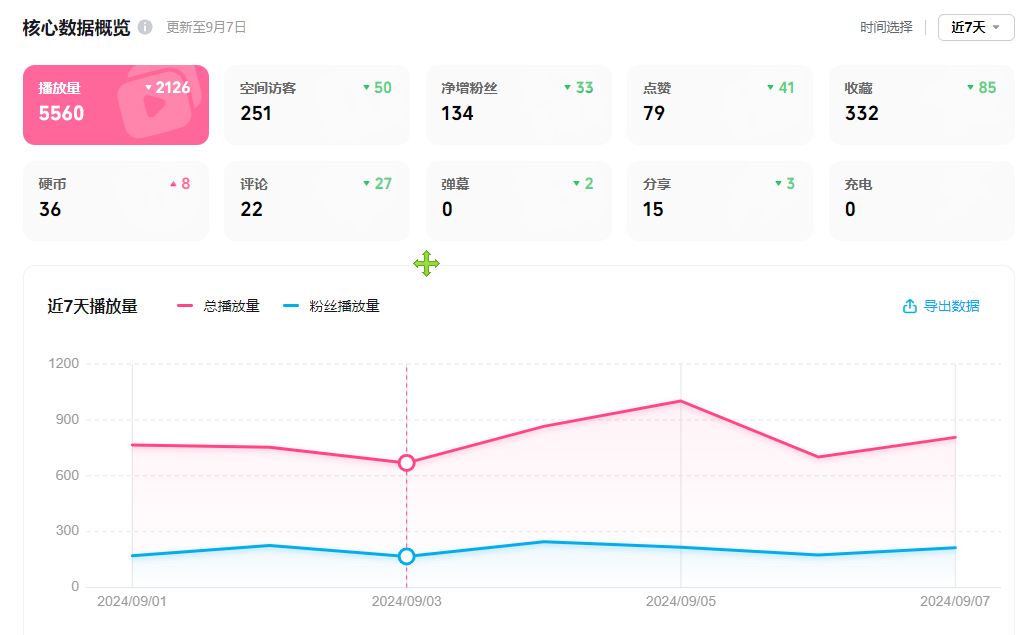 核心数据概览 更新至9月7日 时间选择 近7天
播放量 2126 空间访客 50 净增粉丝 33 点赞 41 收藏 85
5560 251 134 79 332
硬币 8 评论 27 弹幕 2 分享 3 充电
36 22 0 15 0
近7天播放量 总播放量 粉丝播放量 导出数据
1200
900
600
300
0
2024/09/01 2024/09/03 2024/09/05 2024/09/07